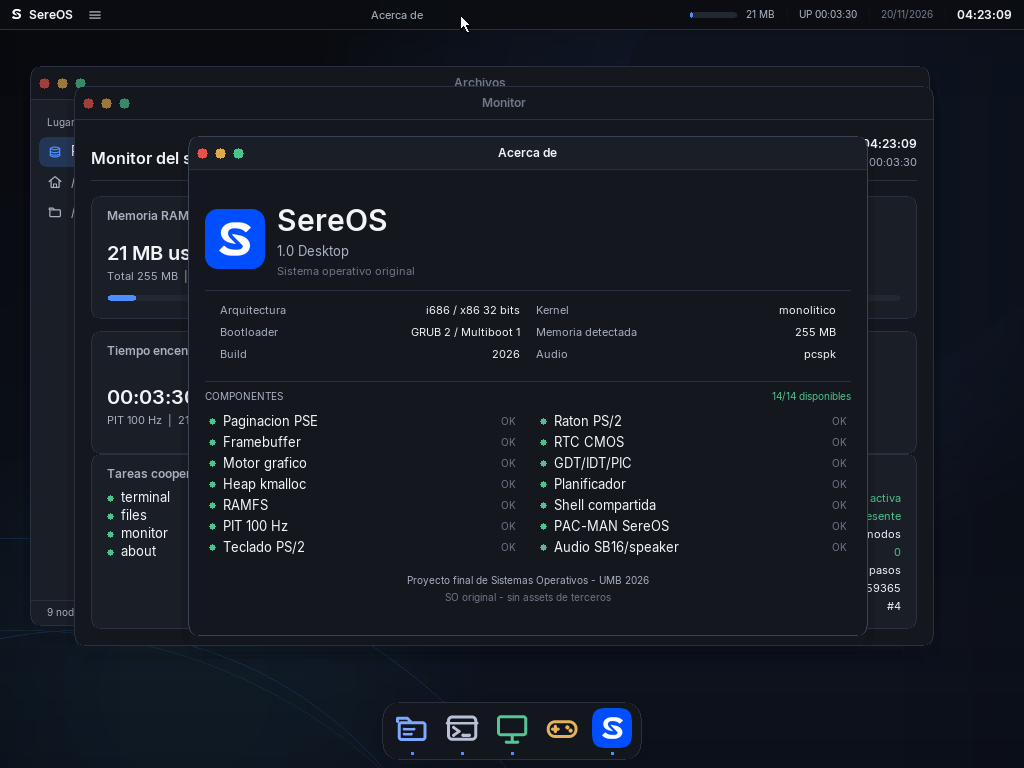 SereOS
Acerca de
21 MB
UP 00:03:30
20/11/2026
04:23:09
Archivos
Monitor
Lugar
Monitor del s
04:23:09
00:03:30
Memoria RAM
21 MB us
Total 255 MB |
Tiempo encen
00:03:30
PIT 100 Hz | 21
Tareas cooper
terminal
files
monitor
about
activa
esente
nodos
0
pasos
59365
#4
9 nod
Acerca de
SereOS
1.0 Desktop
Sistema operativo original
Arquitectura i686 / x86 32 bits Kernel monolitico
Bootloader GRUB 2 / Multiboot 1 Memoria detectada 255 MB
Build 2026 Audio pcspk
COMPONENTES 14/14 disponibles
Paginacion PSE OK Raton PS/2 OK
Framebuffer OK RTC CMOS OK
Motor grafico OK GDT/IDT/PIC OK
Heap kmalloc OK Planificador OK
RAMFS OK Shell compartida OK
PIT 100 Hz OK PAC-MAN SereOS OK
Teclado PS/2 OK Audio SB16/speaker OK
Proyecto final de Sistemas Operativos - UMB 2026
SO original - sin assets de terceros